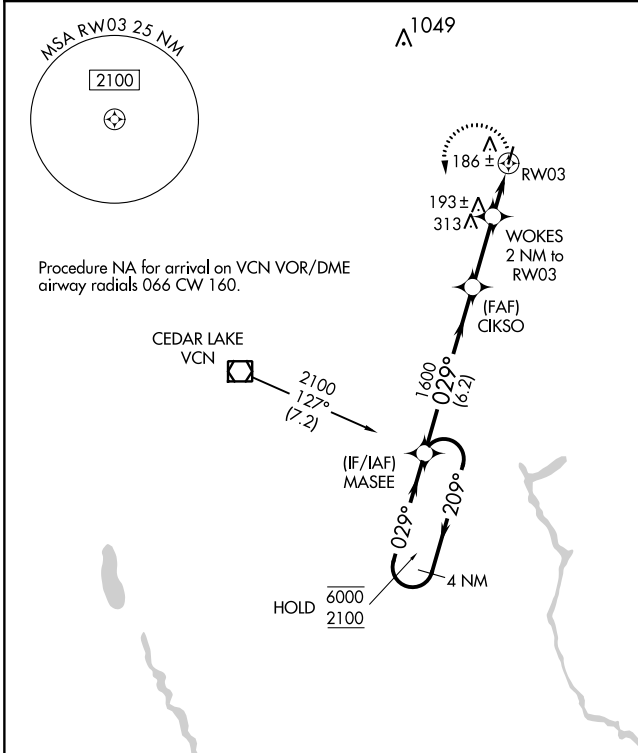 MSA RW03 25 NM
2100
1049
186 ±
RW03
193 ±
313
WOKES
2 NM to
RW03
Procedure NA for arrival on VCN VOR/DME
airway radials 066 CW 160.
(FAF)
CIKSO
CEDAR LAKE
VCN
2100
127°
(7.2)
1600
029°
(6.2)
(IF/IAF)
MASEE
029°
209°
4 NM
HOLD
6000
2100